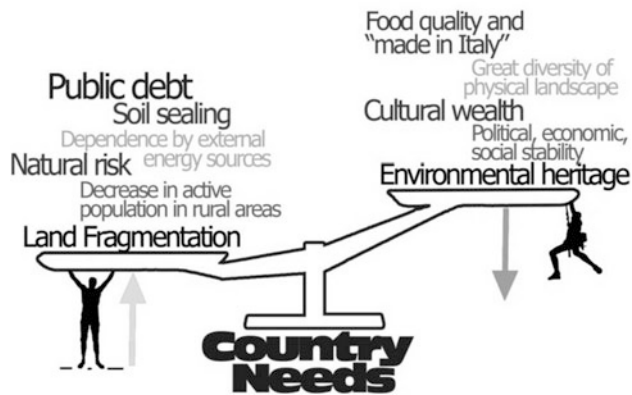 Public debt
Soil sealing
Dependence by external
energy sources
Natural risk
Decrease in active
population in rural areas
Land Fragmentation
Food quality and
“made in Italy”
Great diversity of
physical landscape
Cultural wealth
Political, economic,
social stability
Environmental heritage
Country
Needs